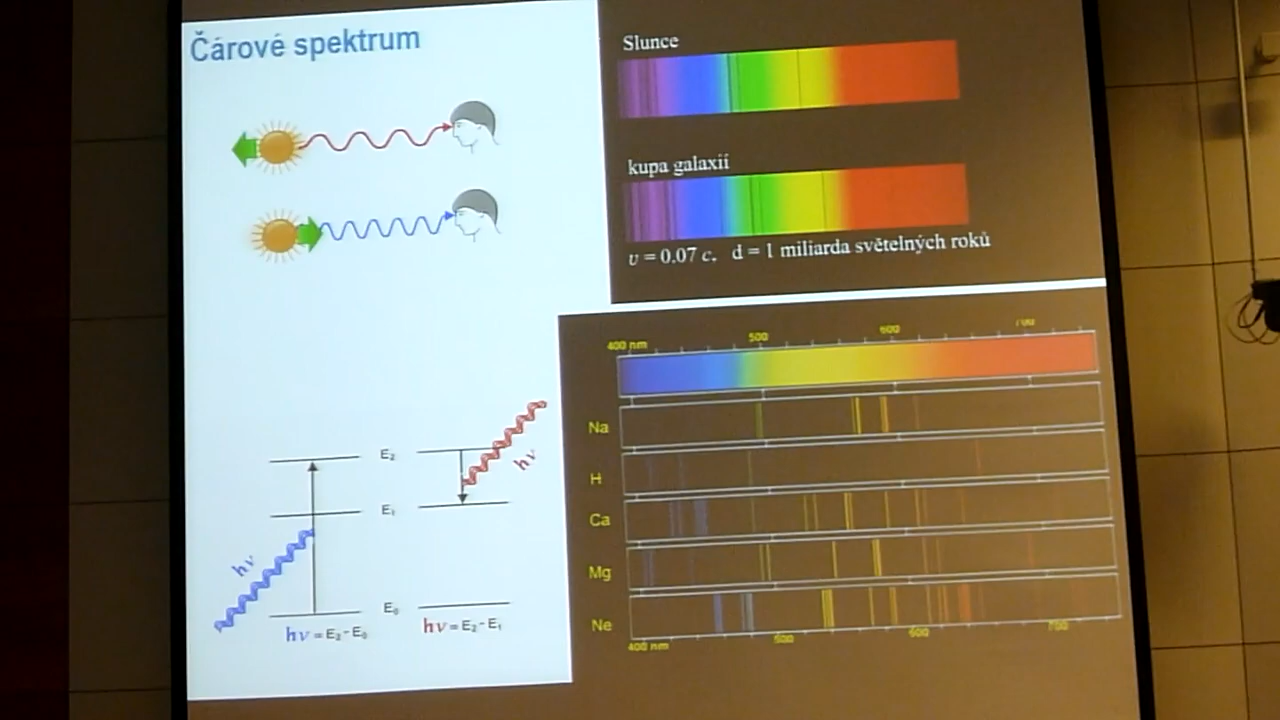 Čárové spektrum
Slunce
kupa galaxií
υ = 0.07 c. d = 1 miliarda světelných roků
400 nm 500 600 700
Na
H
Ca
Mg
Ne
400 nm 500 600 700
E₂
E₁
E₀
hν
hν
hν = E₂ - E₀
hν = E₂ - E₁